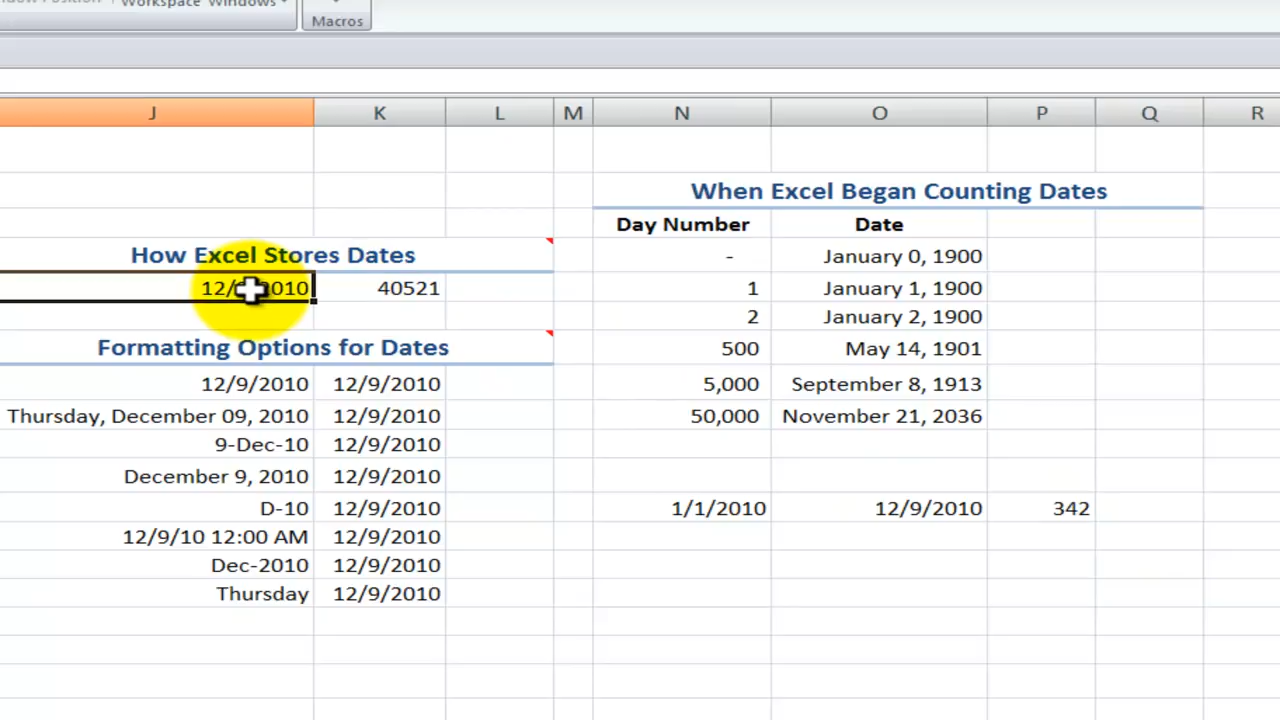 Workspace Windows
Macros
J K L M N O P Q R
When Excel Began Counting Dates
Day Number Date
How Excel Stores Dates - January 0, 1900
2010 40521 1 January 1, 1900
2 January 2, 1900
Formatting Options for Dates 500 May 14, 1901
12/9/2010 12/9/2010 5,000 September 8, 1913
Thursday, December 09, 2010 12/9/2010 50,000 November 21, 2036
9-Dec-10 12/9/2010
December 9, 2010 12/9/2010
D-10 12/9/2010 1/1/2010 12/9/2010 342
12/9/10 12:00 AM 12/9/2010
Dec-2010 12/9/2010
Thursday 12/9/2010